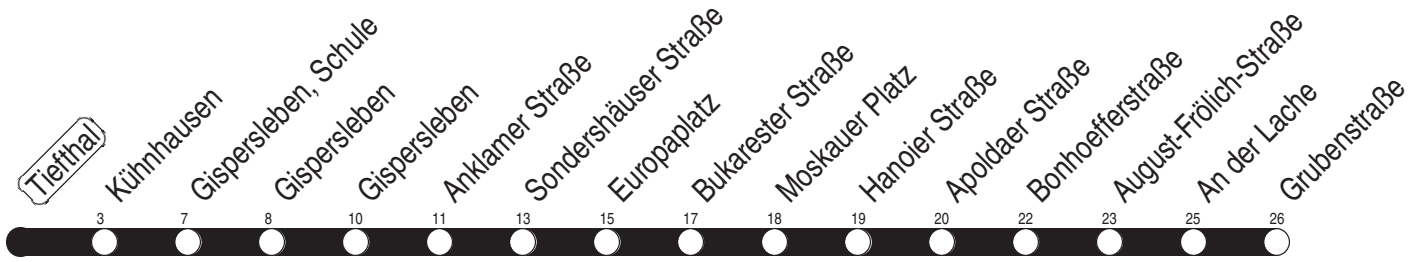 Tiefthal
Kühnhausen
Gispersleben, Schule
Gispersleben
Gispersleben
Anklamer Straße
Sondershäuser Straße
Europaplatz
Bukarester Straße
Moskauer Platz
Hanoier Straße
Apoldaer Straße
Bonhoefferstraße
August-Frölich-Straße
An der Lache
Grubenstraße
3 7 8 10 11 13 15 17 18 19 20 22 23 25 26